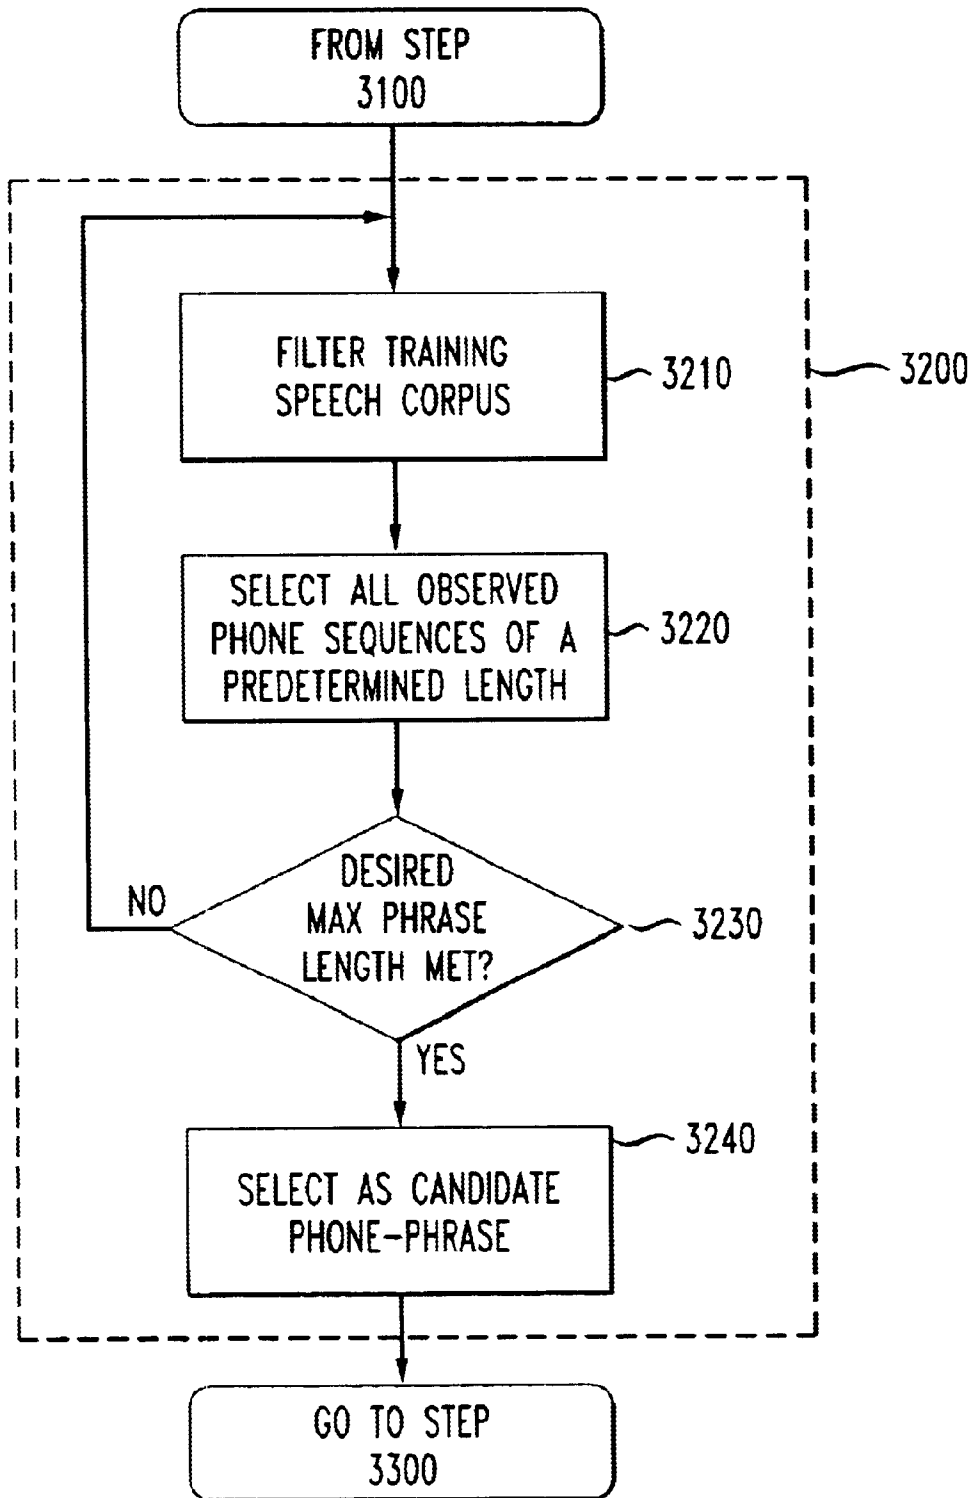 FROM STEP
3100
3200
FILTER TRAINING
SPEECH CORPUS
3210
SELECT ALL OBSERVED
PHONE SEQUENCES OF A
PREDETERMINED LENGTH
3220
NO
DESIRED
MAX PHRASE
LENGTH MET?
3230
YES
3240
SELECT AS CANDIDATE
PHONE-PHRASE
GO TO STEP
3300